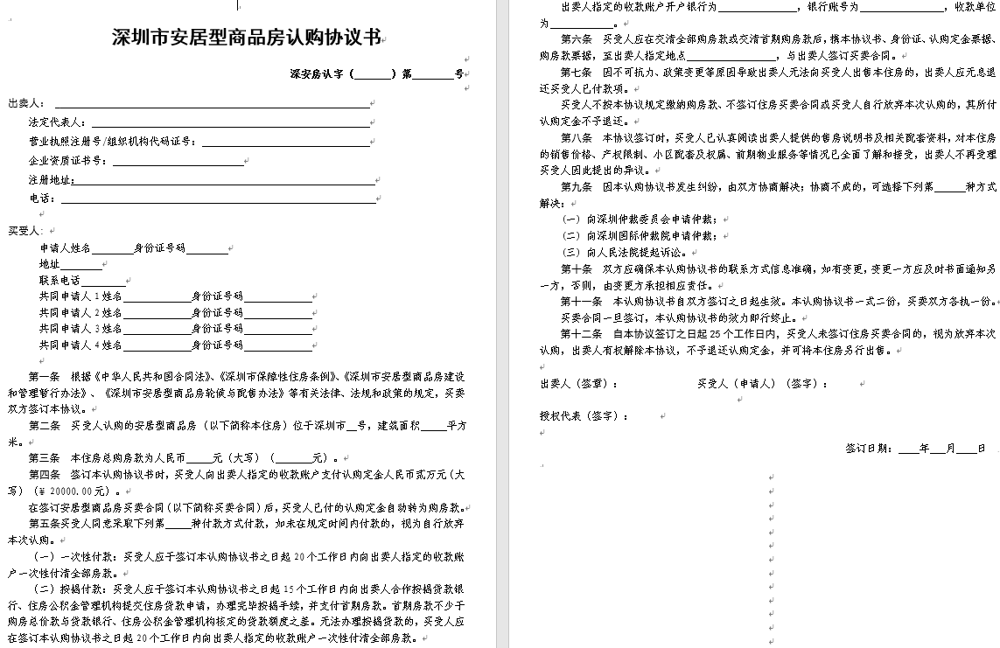 深圳市安居型商品房认购协议书
深安房认字（_______）第________号
出卖人：____________________
法定代表人：____________________
营业执照注册号/组织机构代码证号：____________________
企业资质证书号：____________________
注册地址:____________________
电话：____________________
买受人:
申请人姓名________身份证号码________
地址________
联系电话________
共同申请人 1 姓名_____________身份证号码_____________
共同申请人 2 姓名_____________身份证号码_____________
共同申请人 3 姓名_____________身份证号码_____________
共同申请人 4 姓名_____________身份证号码_____________
第一条　根据《中华人民共和国合同法》、《深圳市保障性住房条例》、《深圳市安居型商品房建设
和管理暂行办法》、《深圳市安居型商品房轮候与配售办法》等有关法律、法规和政策的规定，买卖
双方签订本协议。
第二条　买受人认购的安居型商品房（以下简称本住房）位于深圳市__号，建筑面积_____平方
米。
第三条　本住房总购房款为人民币_____元（大写）（_______元）。
第四条　签订本认购协议书时，买受人向出卖人指定的收款账户支付认购定金人民币贰万元（大
写）（¥ 20000.00 元）。
在签订安居型商品房买卖合同（以下简称买卖合同）后，买受人已付的认购定金自动转为购房款。
第五条买受人同意采取下列第_____种付款方式付款，如未在规定时间内付款的，视为自行放弃
本次认购。
（一）一次性付款：买受人应于签订本认购协议书之日起 20 个工作日内向出卖人指定的收款账
户一次性付清全部房款。
（二）按揭付款：买受人应于签订本认购协议书之日起 15 个工作日内向出卖人合作按揭贷款银
行、住房公积金管理机构提交住房贷款申请，办理完毕按揭手续，并支付首期房款。首期房款不少于
购房总价款与贷款银行、住房公积金管理机构核定的贷款额度之差。无法办理按揭贷款的，买受人应
在签订本认购协议书之日起 20 个工作日内向出卖人指定的收款账户一次性付清全部房款。
出卖人指定的收款账户开户银行为_______________，银行账号为________________，收款单位
为____________。
第六条　买受人应在交清全部购房款或交清首期购房款后，携本协议书、身份证、认购定金票据、
购房款票据，至出卖人指定地点_________________，与出卖人签订买卖合同。
第七条　因不可抗力、政策变更等原因导致出卖人无法向买受人出售本住房的，出卖人应无息退
还买受人已付款项。
买受人不按本协议规定缴纳购房款、不签订住房买卖合同或买受人自行放弃本次认购的，其所付
认购定金不予退还。
第八条　本协议签订时，买受人已认真阅读出卖人提供的售房说明书及相关配套资料，对本住房
的销售价格、产权限制、小区配套及权属、前期物业服务等情况已全面了解和接受，出卖人不再受理
买受人因此提出的异议。
第九条　因本认购协议书发生纠纷，由双方协商解决；协商不成的，可选择下列第______种方式
解决：
（一）向深圳仲裁委员会申请仲裁；
（二）向深圳国际仲裁院申请仲裁；
（三）向人民法院提起诉讼。
第十条　双方应确保本认购协议书的联系方式信息准确，如有变更，变更一方应及时书面通知另
一方，否则，由变更方承担相应责任。
第十一条　本认购协议书自双方签订之日起生效。本认购协议书一式二份，买卖双方各执一份。
买卖合同一旦签订，本认购协议书的效力即行终止。
第十二条　自本协议签订之日起 25 个工作日内，买受人未签订住房买卖合同的，视为放弃本次
认购，出卖人有权解除本协议，不予退还认购定金，并可将本住房另行出售。
出卖人（签章）：　　　　买受人（申请人）（签字）：
授权代表（签字）：
签订日期：____年___月____日